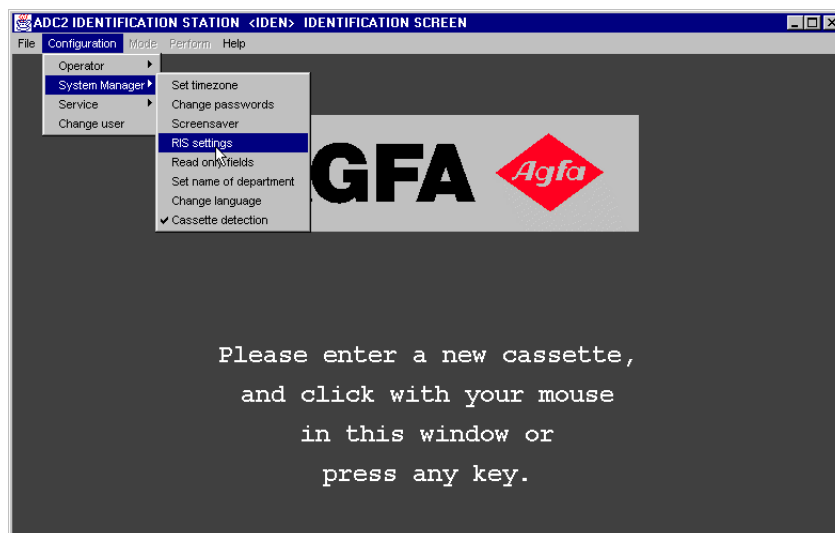 ADC2 IDENTIFICATION STATION <IDEN> IDENTIFICATION SCREEN
File Configuration Mode Perform Help
Operator
System Manager
Service
Change user
Set timezone
Change passwords
Screensaver
RIS settings
Read only fields
Set name of department
Change language
Cassette detection
GFA
Agfa
Please enter a new cassette,
and click with your mouse
in this window or
press any key.